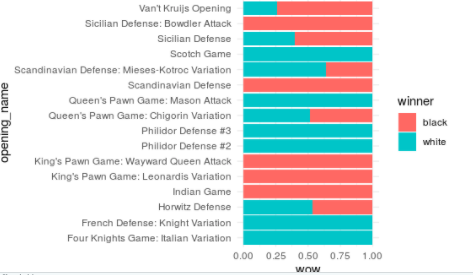 Van't Kruijs Opening
Sicilian Defense: Bowdler Attack
Sicilian Defense
Scotch Game
Scandinavian Defense: Mieses-Kotroc Variation
Scandinavian Defense
Queen's Pawn Game: Mason Attack
Queen's Pawn Game: Chigorin Variation
Philidor Defense #3
Philidor Defense #2
King's Pawn Game: Wayward Queen Attack
King's Pawn Game: Leonardis Variation
Indian Game
Horwitz Defense
French Defense: Knight Variation
Four Knights Game: Italian Variation
opening_name
0.00 0.25 0.50 0.75 1.00
wow
winner
black
white